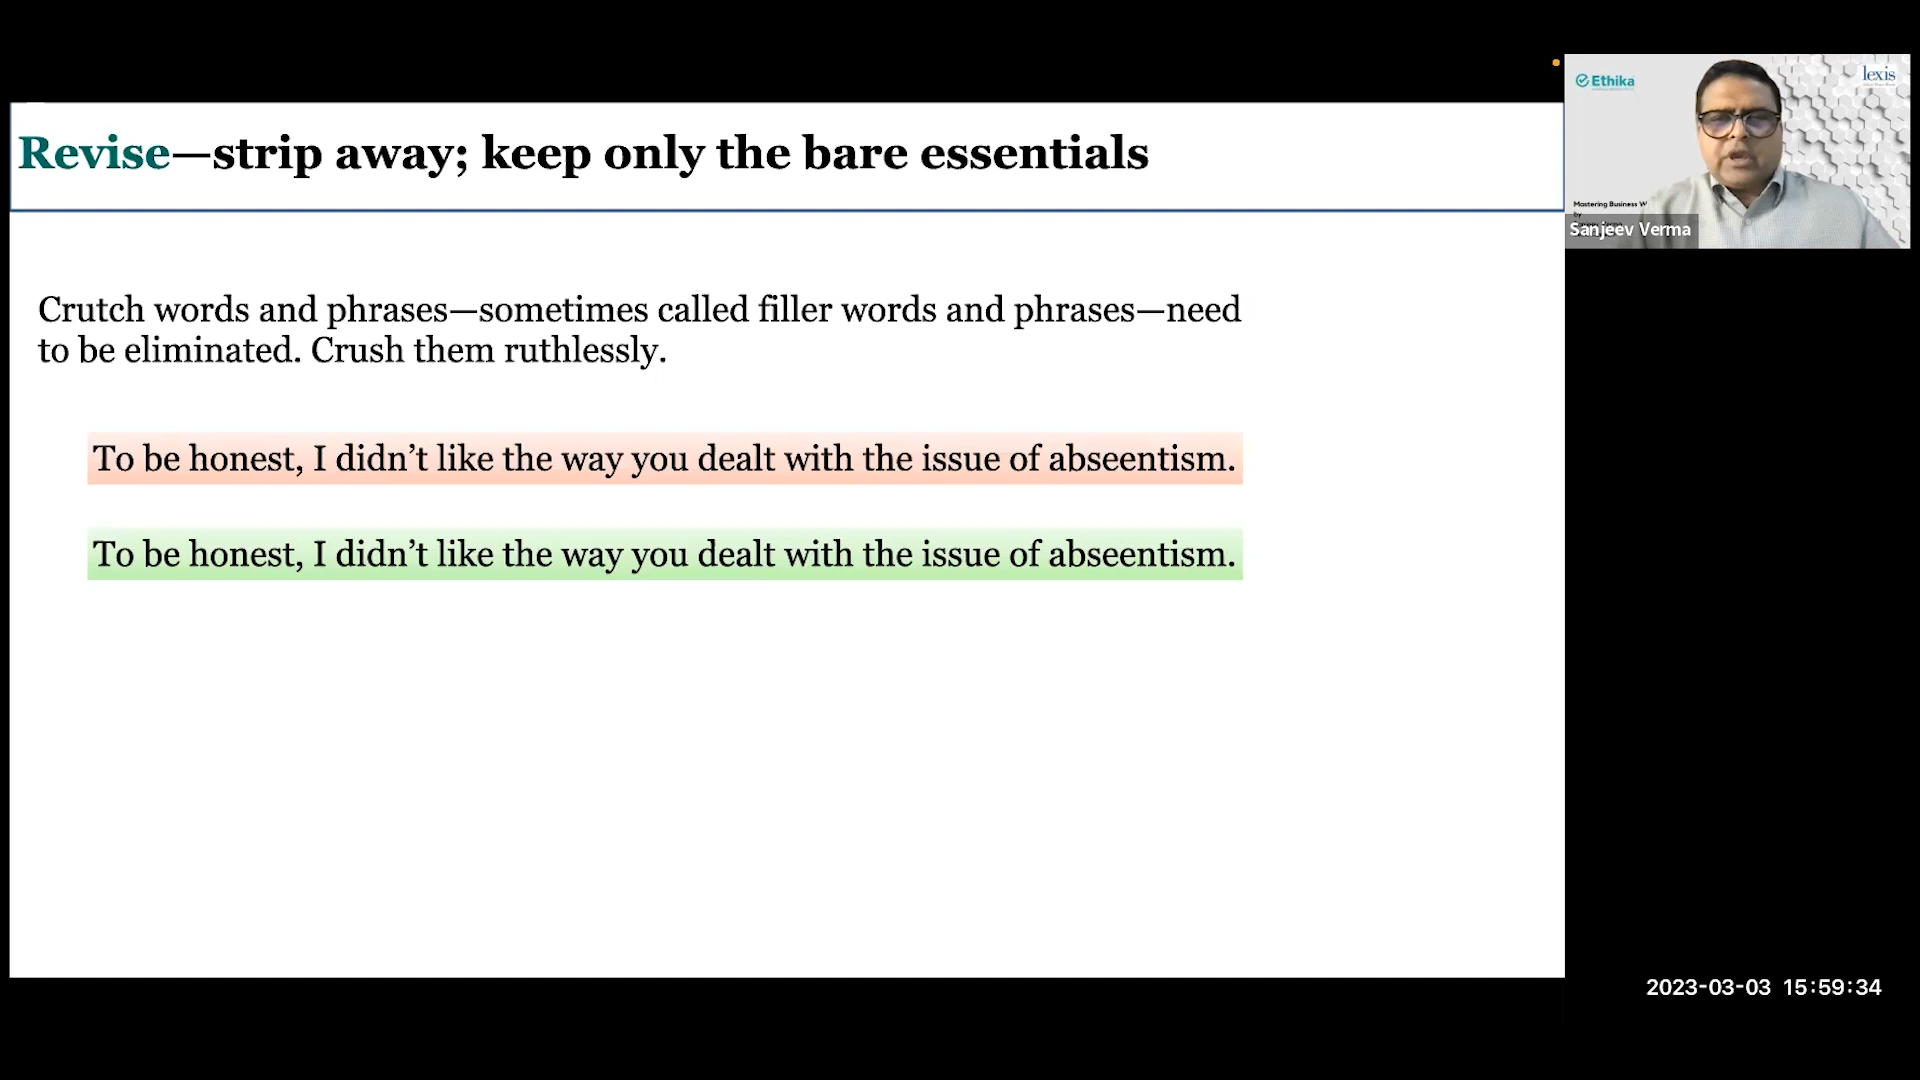 Revise—strip away; keep only the bare essentials
Crutch words and phrases—sometimes called filler words and phrases—need
to be eliminated. Crush them ruthlessly.
To be honest, I didn’t like the way you dealt with the issue of abseentism.
To be honest, I didn’t like the way you dealt with the issue of abseentism.
Ethika
lexis
Mastering Business W
by
Sanjeev Verma
2023-03-03 15:59:34